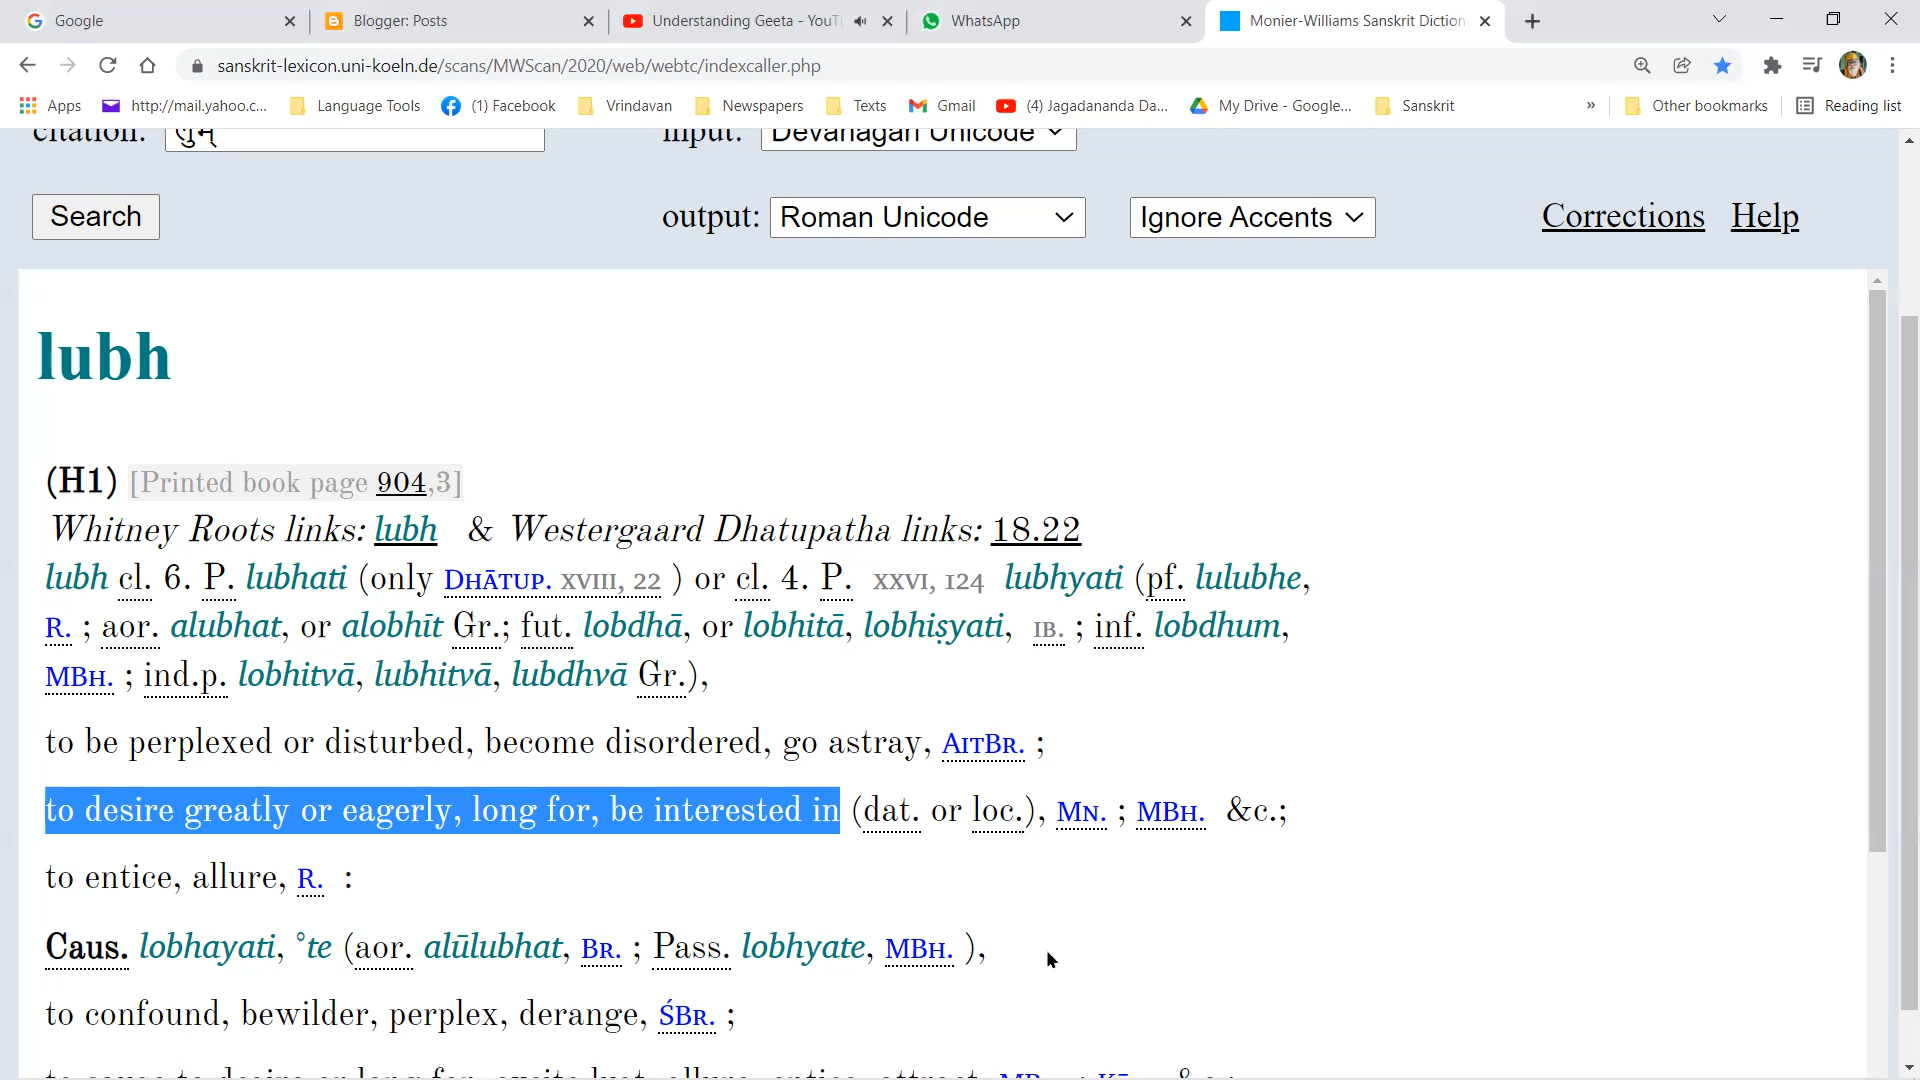 Google
Blogger: Posts
Understanding Geeta - YouTu
WhatsApp
Monier-Williams Sanskrit Diction
sanskrit-lexicon.uni-koeln.de/scans/MWScan/2020/web/webtc/indexcaller.php
Apps http://mail.yahoo.c... Language Tools (1) Facebook Vrindavan Newspapers Texts Gmail (4) Jagadananda Da... My Drive - Google... Sanskrit » Other bookmarks Reading list
citation: input: Devanagari Unicode
Search output: Roman Unicode Ignore Accents Corrections Help
lubh
(H1) [Printed book page 904,3]
Whitney Roots links: lubh & Westergaard Dhatupatha links: 18.22
lubh cl. 6. P. lubhati (only DHĀTUP. XVIII, 22 ) or cl. 4. P. XXVI, 124 lubhyati (pf. lulubhe,
R. ; aor. alubhat, or alobhīt Gr.; fut. lobdhā, or lobhitā, lobhiṣyati, IB. ; inf. lobdhum,
MBH. ; ind.p. lobhitvā, lubhitvā, lubdhvā Gr.),
to be perplexed or disturbed, become disordered, go astray, AITBR. ;
to desire greatly or eagerly, long for, be interested in (dat. or loc.), MN. ; MBH. &c.;
to entice, allure, R. :
Caus. lobhayati, °te (aor. alūlubhat, BR. ; Pass. lobhyate, MBH. ),
to confound, bewilder, perplex, derange, ŚBR. ;